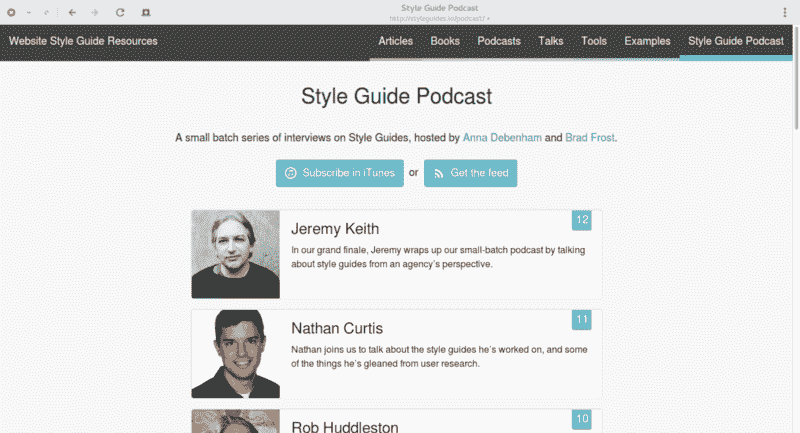 Style Guide Podcast
http://styleguides.io/podcast/
Website Style Guide Resources
Articles Books Podcasts Talks Tools Examples Style Guide Podcast
Style Guide Podcast
A small batch series of interviews on Style Guides, hosted by Anna Debenham and Brad Frost.
Subscribe in iTunes or Get the feed
Jeremy Keith 12
In our grand finale, Jeremy wraps up our small-batch podcast by talking
about style guides from an agency's perspective.
Nathan Curtis 11
Nathan joins us to talk about the style guides he's worked on, and some
of the things he's gleaned from user research.
Rob Huddleston 10